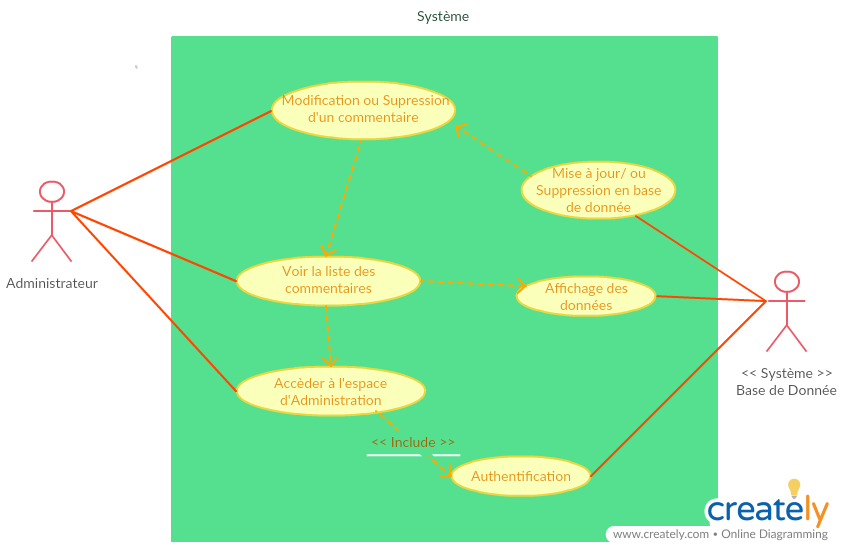 Système
Modification ou Supression
d'un commentaire
Mise à jour/ ou
Suppression en base
de donnée
Administrateur
Voir la liste des
commentaires
Affichage des
données
<< Système >>
Base de Donnée
Accèder à l'espace
d'Administration
<< Include >>
Authentification
creately
www.creately.com • Online Diagramming